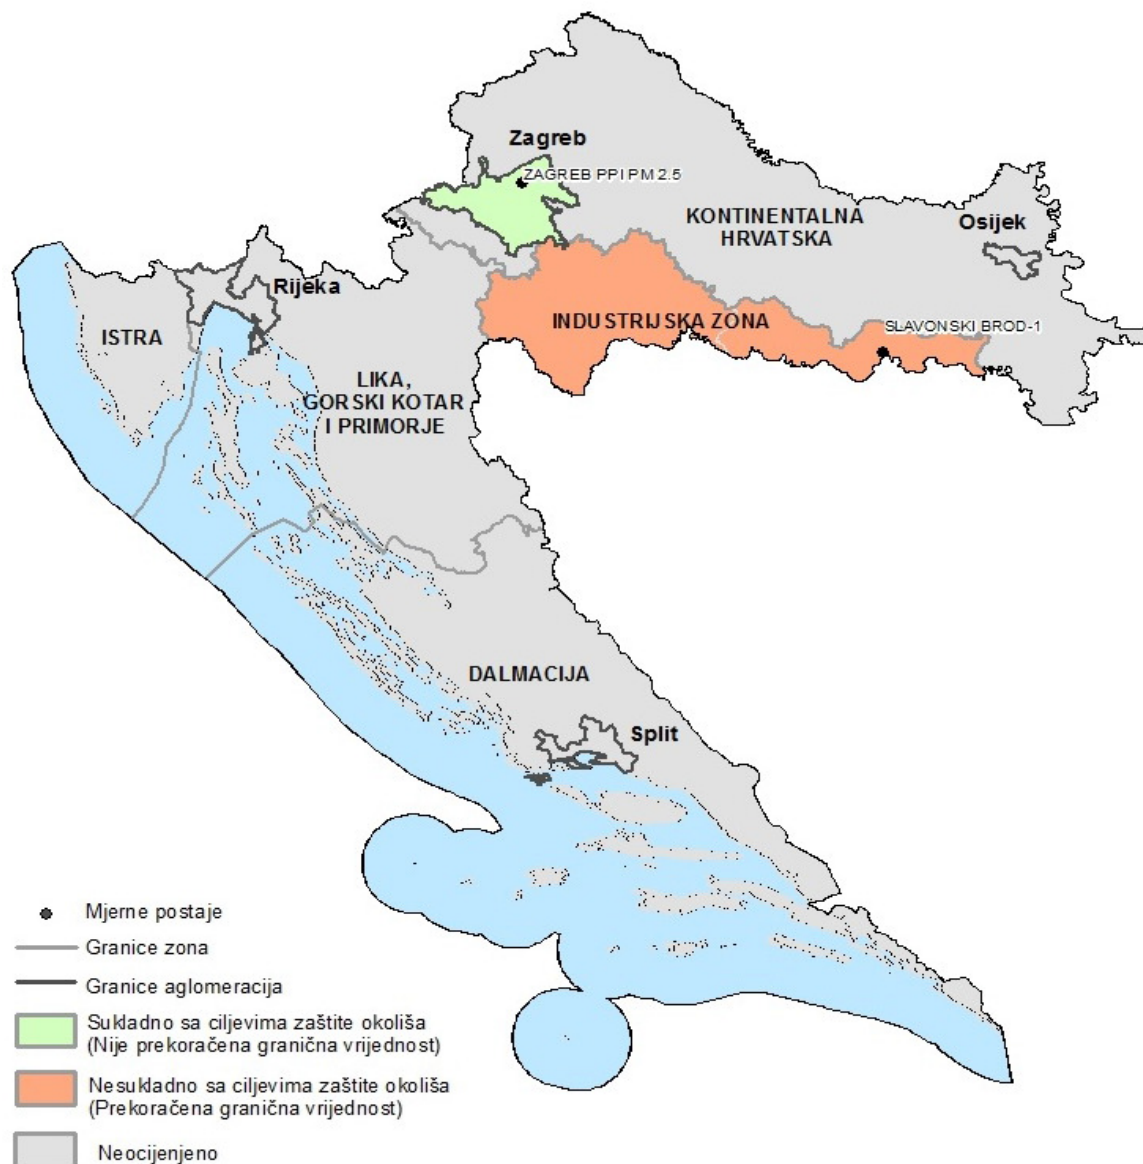 Zagreb
ZAGREB PPI PM 2.5
KONTINENTALNA
HRVATSKA
Osijek
Rijeka
ISTRA
INDUSTRIJSKA ZONA
SLAVONSKI BROD-1
LIKA,
GORSKI KOTAR
I PRIMORJE
DALMACIJA
Split
Mjerne postaje
Granice zona
Granice aglomeracija
Sukladno sa ciljevima zaštite okoliša
(Nije prekoračena granična vrijednost)
Nesukladno sa ciljevima zaštite okoliša
(Prekoračena granična vrijednost)
Neocijenjeno